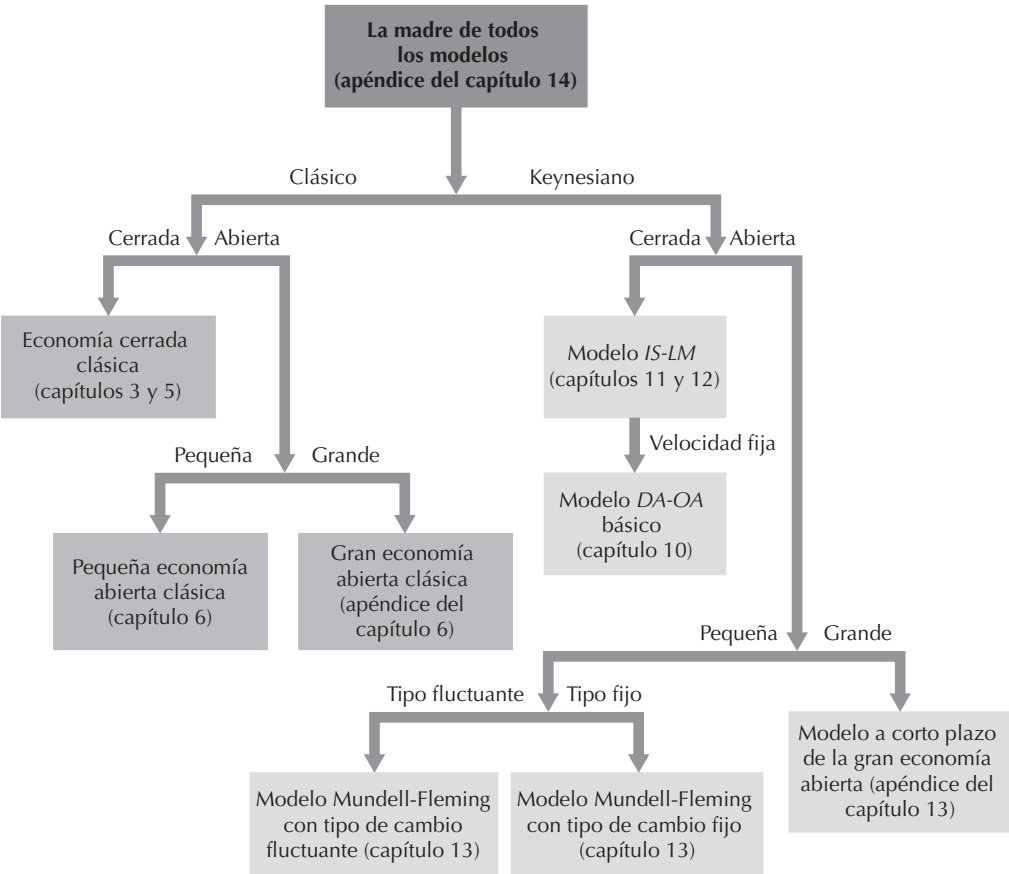 La madre de todos
los modelos
(apéndice del capítulo 14)
Clásico
Keynesiano
Cerrada
Abierta
Cerrada
Abierta
Economía cerrada
clásica
(capítulos 3 y 5)
Modelo IS-LM
(capítulos 11 y 12)
Velocidad fija
Pequeña
Grande
Modelo DA-OA
básico
(capítulo 10)
Pequeña economía
abierta clásica
(capítulo 6)
Gran economía
abierta clásica
(apéndice del
capítulo 6)
Pequeña
Grande
Tipo fluctuante
Tipo fijo
Modelo Mundell-Fleming
con tipo de cambio
fluctuante (capítulo 13)
Modelo Mundell-Fleming
con tipo de cambio fijo
(capítulo 13)
Modelo a corto plazo
de la gran economía
abierta (apéndice del
capítulo 13)